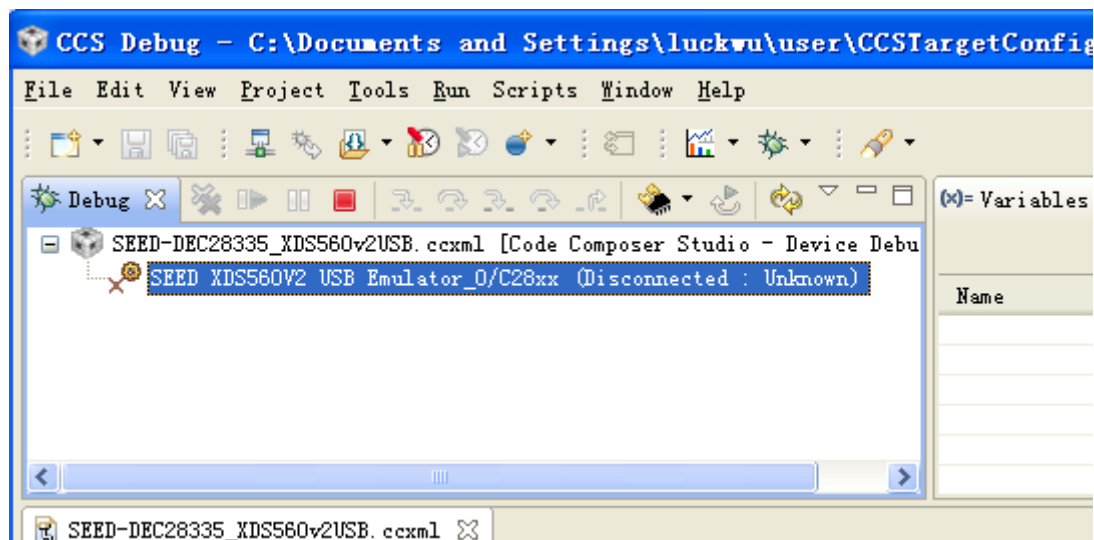 CCS Debug - C:\Documents and Settings\luckwu\user\CCSTargetConfig
File Edit View Project Tools Run Scripts Window Help
Debug
(x)= Variables
SEED-DEC28335_XDS560v2USB.ccxml [Code Composer Studio - Device Debu
SEED XDS560V2 USB Emulator_0/C28xx (Disconnected : Unknown)
Name
SEED-DEC28335_XDS560v2USB.ccxml